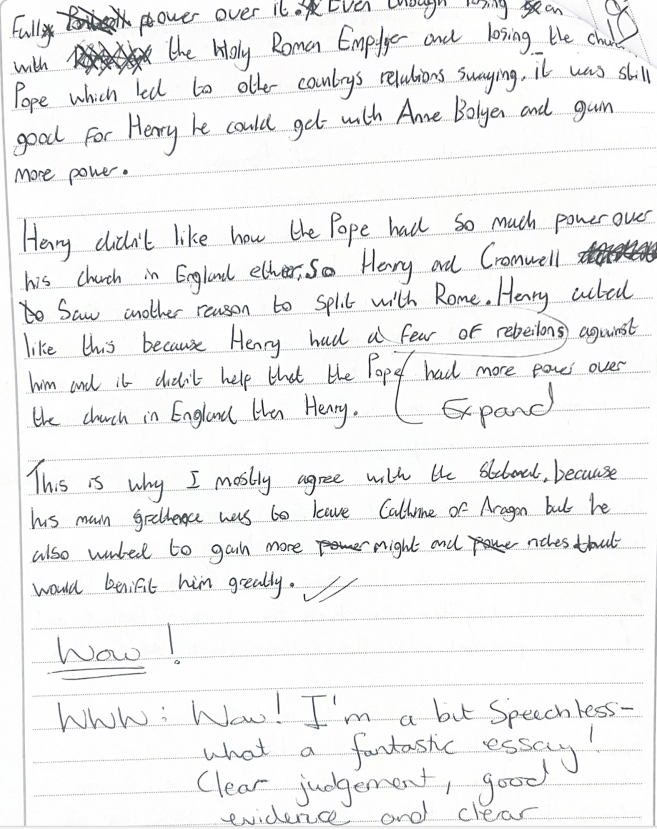 Fully power over it. Even though losing an
with the Holy Roman Empiyer and losing the
Pope which led to other countrys relations swaying, it was still
good for Henry he could get with Anne Bolyen and gain
more power.
Henry didn't like how the Pope had so much power over
his church in England either, So Henry and Cromwell
to Saw another reason to split with Rome. Henry acted
like this because Henry had a fear of rebeilons against
him and it didn't help that the Pope had more power over
the church in England then Henry.
Expand
This is why I mostly agree with the because
his main was to leave Cathrine of Aragon but he
also wanted to gain more power might and power riches that
would benifit him greatly.
Wow!
WWW: Wow! I'm a bit Speechless-
what a fantastic essay!
Clear judgement, good
evidence and clear